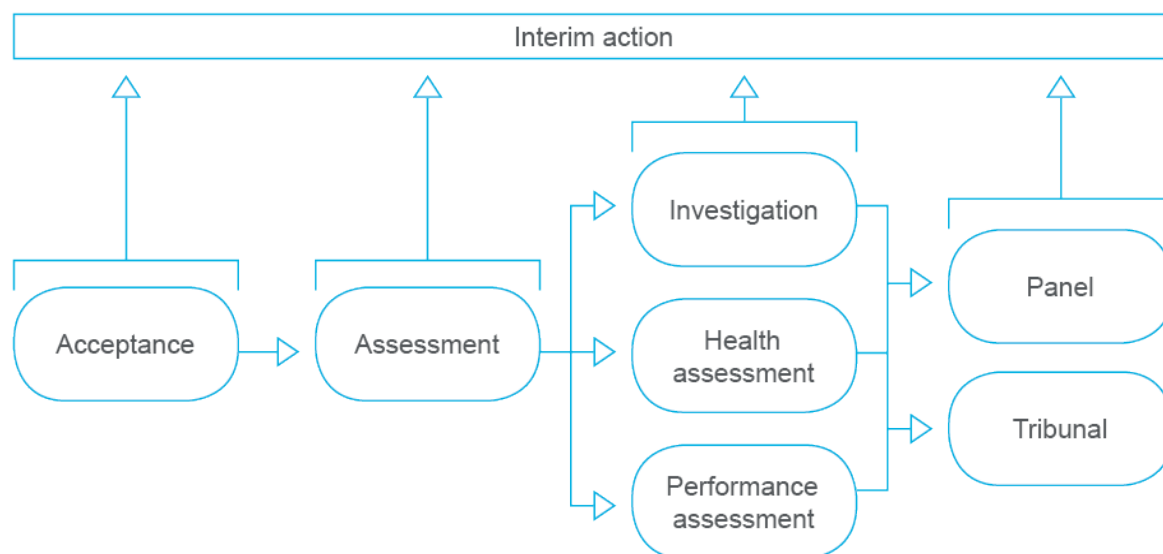 Interim action
Acceptance
Assessment
Investigation
Health
assessment
Performance
assessment
Panel
Tribunal